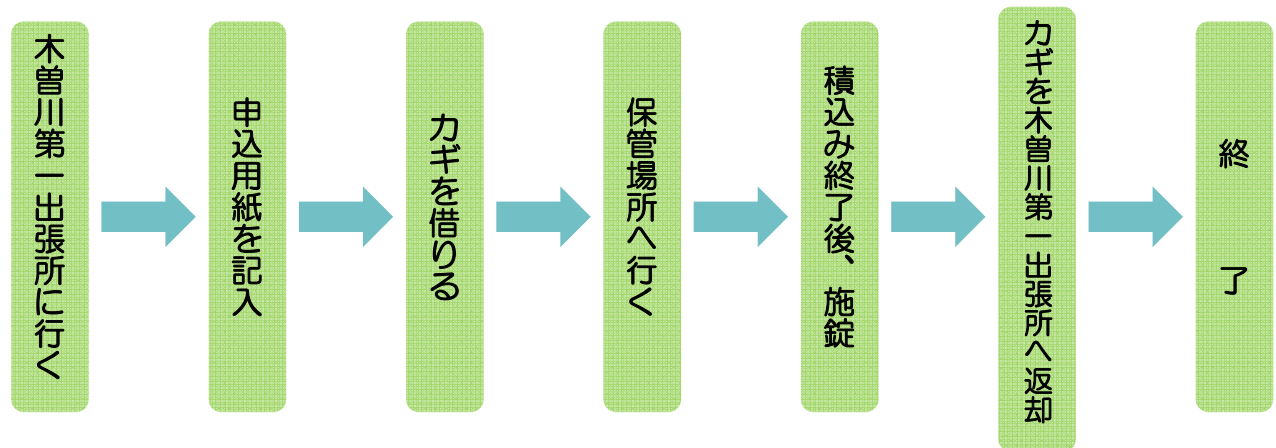 木曽川第一出張所に行く
申込用紙を記入
カギを借りる
保管場所へ行く
積込み終了後、施錠
カギを木曽川第一出張所へ返却
終了